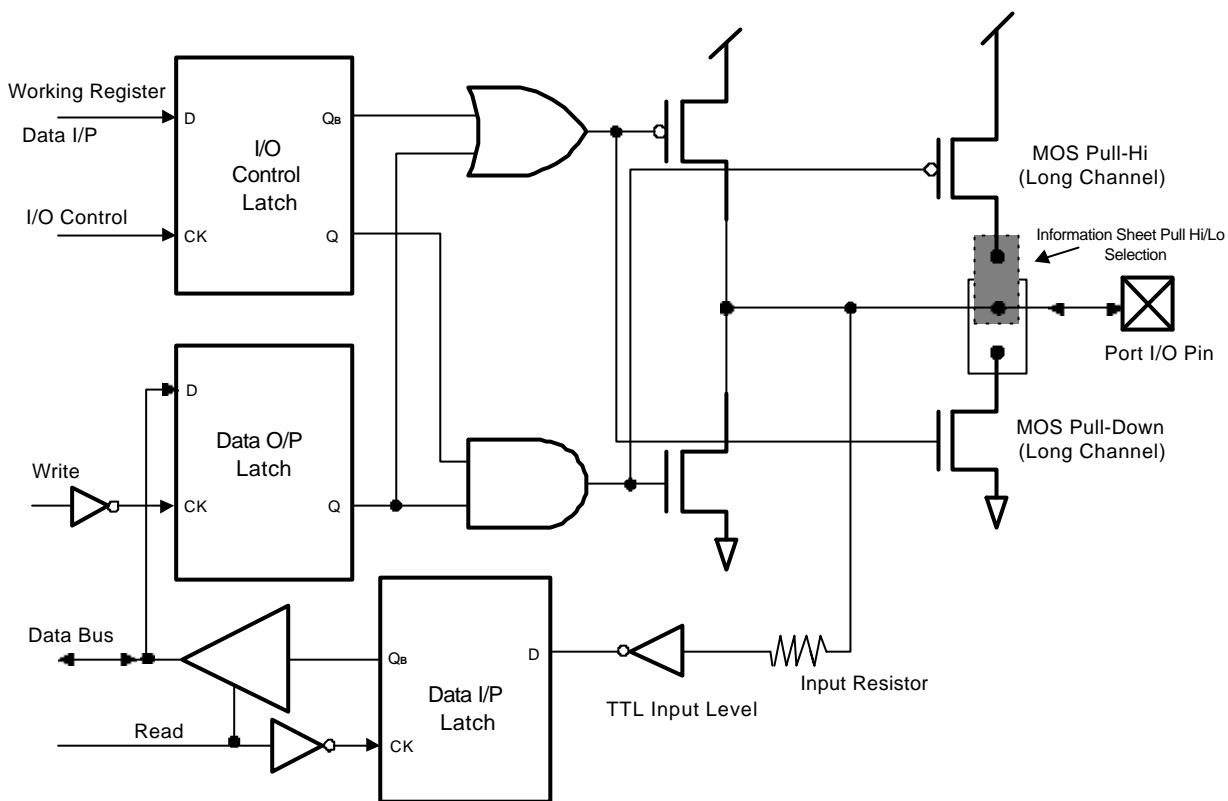 Working Register
Data I/P
D
QB
I/O
Control
Latch
I/O Control
CK
Q
MOS Pull-Hi
(Long Channel)
Information Sheet Pull Hi/Lo
Selection
Port I/O Pin
D
Data O/P
Latch
Write
CK
Q
MOS Pull-Down
(Long Channel)
Data Bus
QB
D
Data I/P
Latch
TTL Input Level
Input Resistor
Read
CK